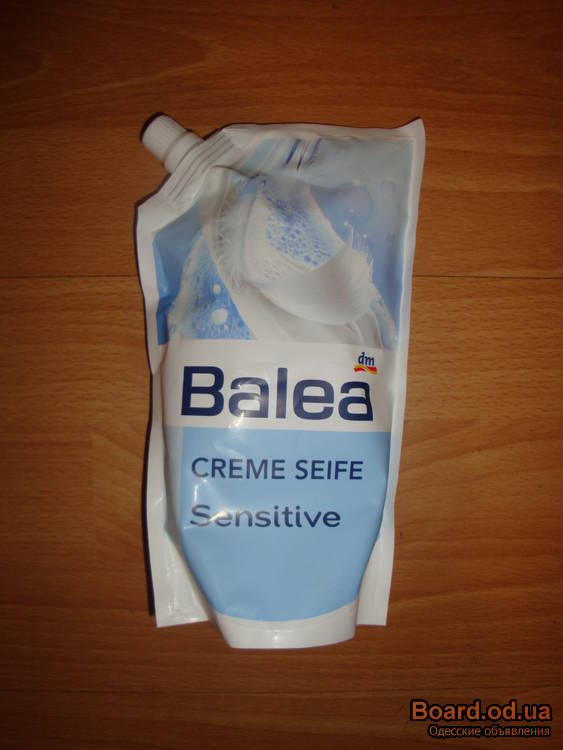 dm
Balea
CREME SEIFE
Sensitive
Board.od.ua
Одесские объявления